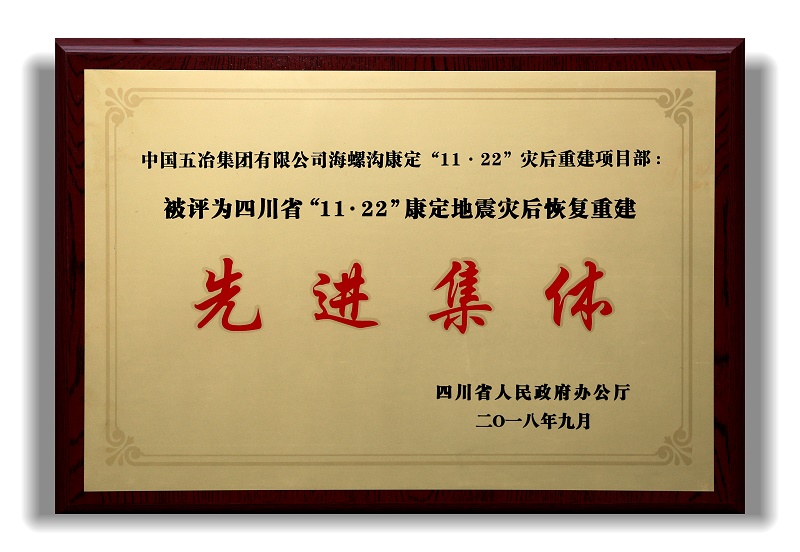 中国五冶集团有限公司海螺沟康定“11·22”灾后重建项目部：
被评为四川省“11·22”康定地震灾后恢复重建
先进集体
四川省人民政府办公厅
二O一八年九月